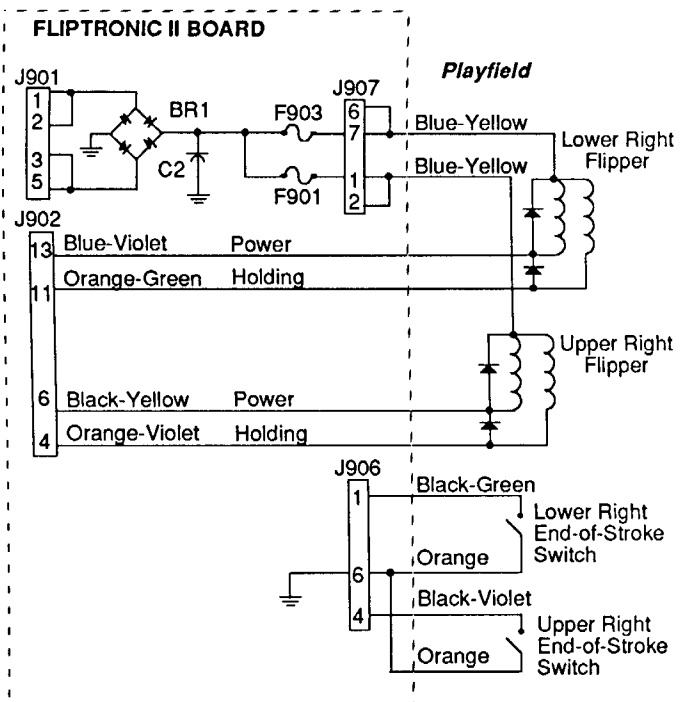 FLIPTRONIC II BOARD
J901
1
2
3
5
BR1
C2
F903
F901
J907
6
7
1
2
Playfield
Blue-Yellow
Blue-Yellow
Lower Right
Flipper
J902
13
Blue-Violet Power
11
Orange-Green Holding
Upper Right
Flipper
6
Black-Yellow Power
4
Orange-Violet Holding
J906
1
Black-Green
Lower Right
End-of-Stroke
Switch
Orange
6
Black-Violet
4
Upper Right
End-of-Stroke
Switch
Orange